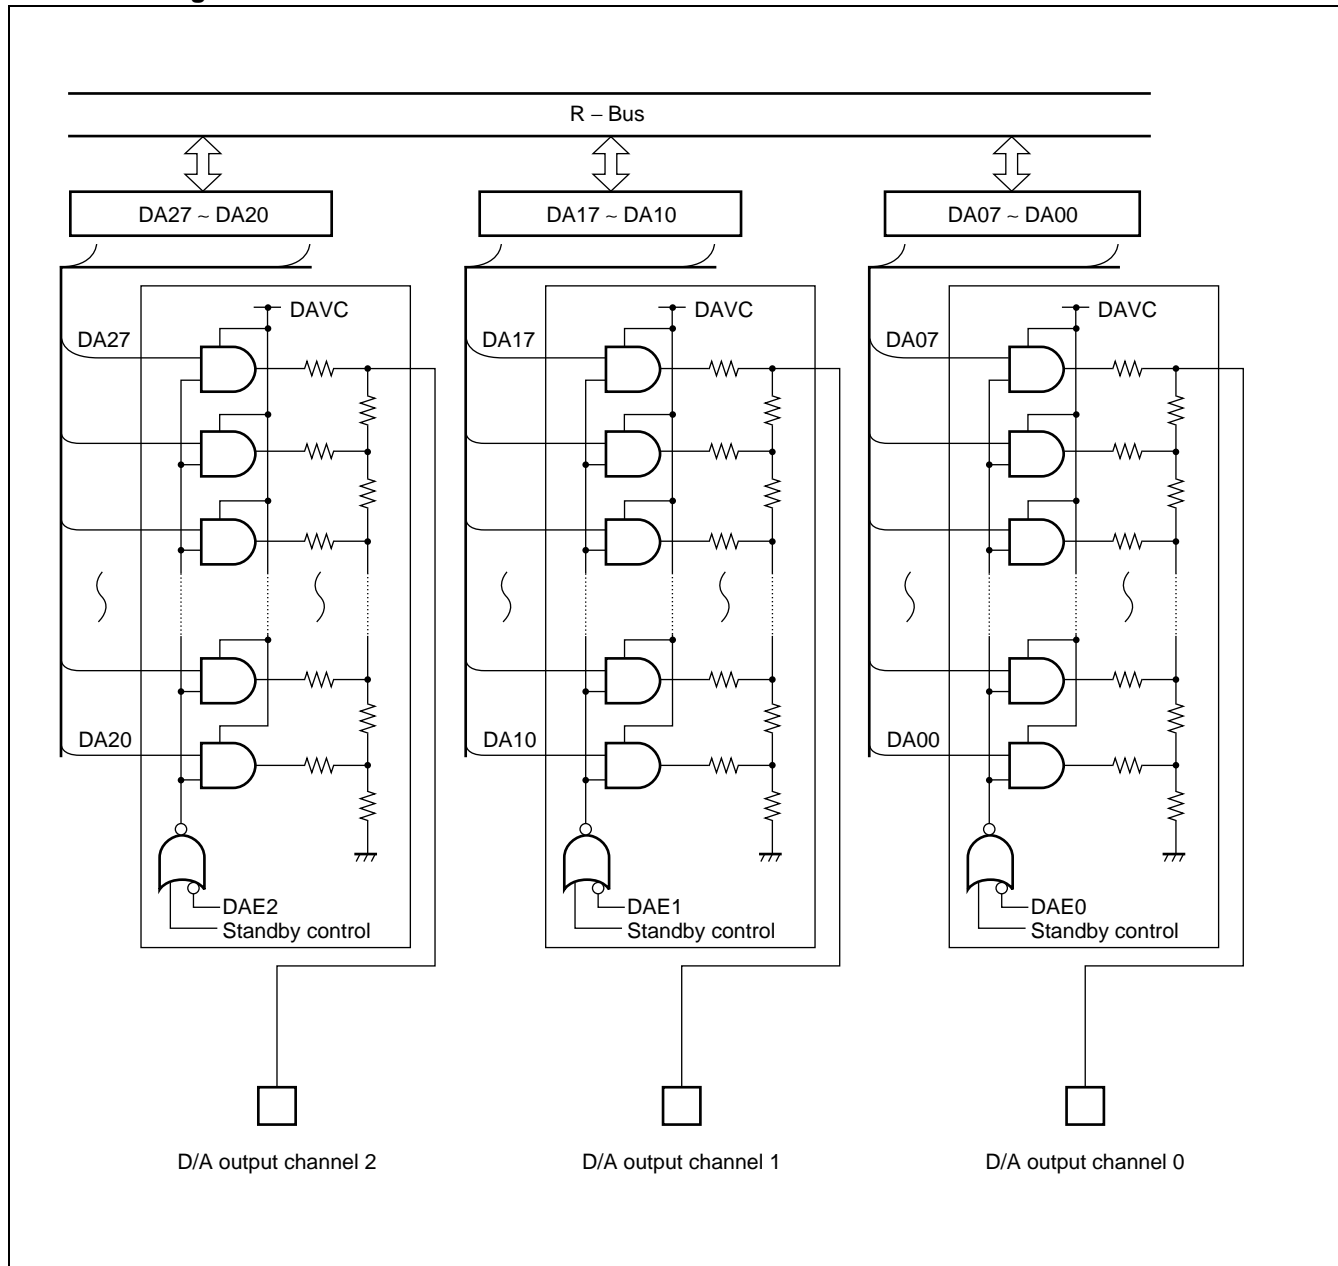 R – Bus
DA27 ~ DA20
DA17 ~ DA10
DA07 ~ DA00
DAVC
DAVC
DAVC
DA27
DA17
DA07
DA20
DA10
DA00
DAE2
DAE1
DAE0
Standby control
Standby control
Standby control
D/A output channel 2
D/A output channel 1
D/A output channel 0